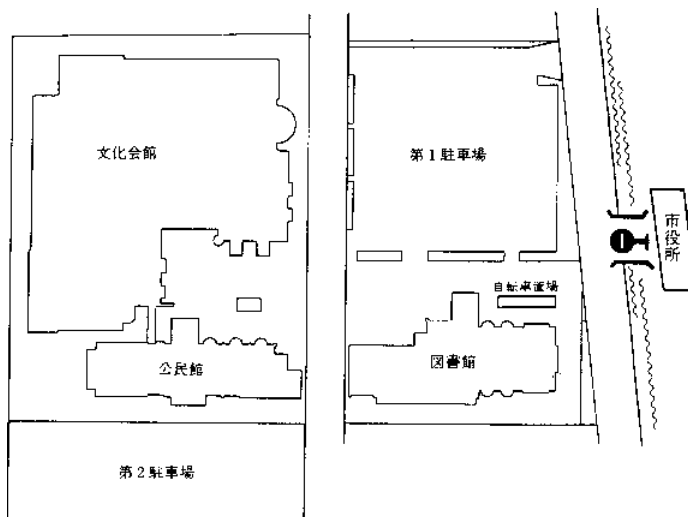 文化会館
第1駐車場
市役所
自転車置場
公民館
図書館
第2駐車場